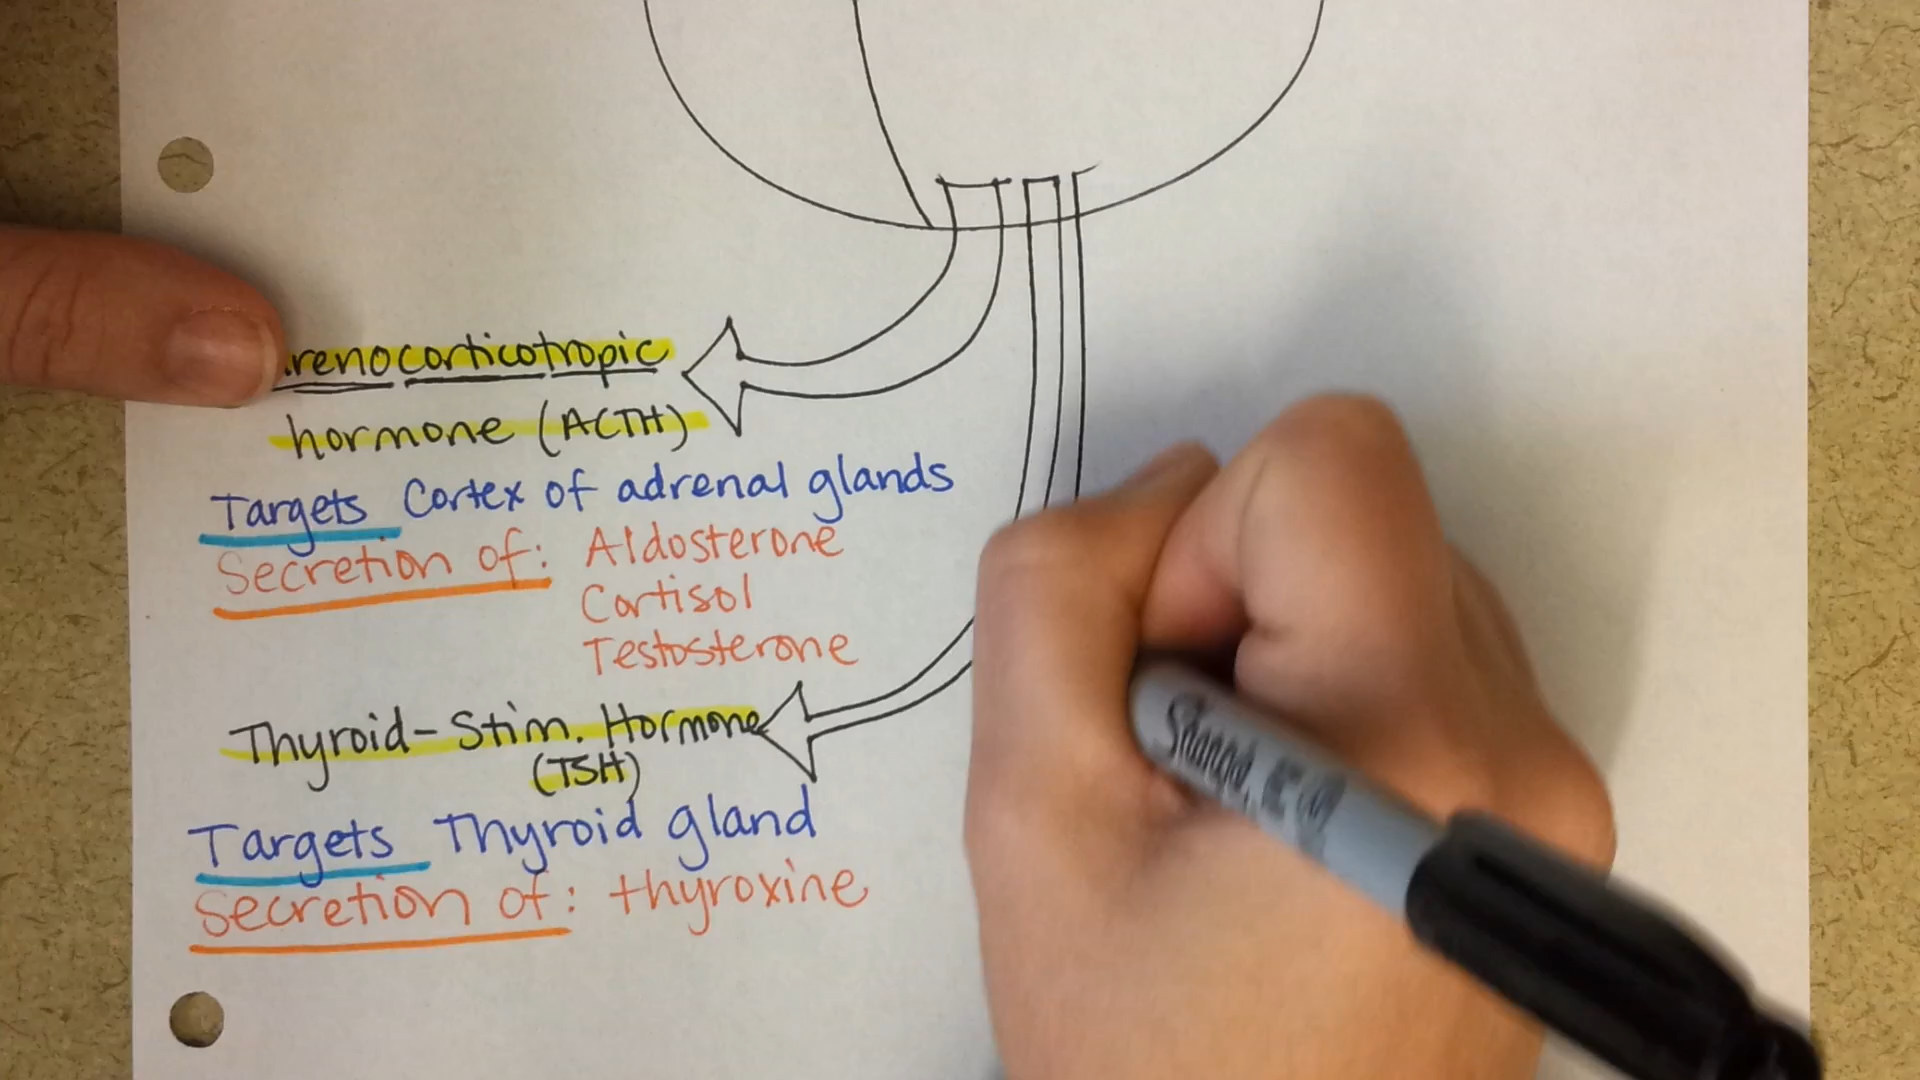 renocorticotropic
hormone (ACTH)
Targets Cortex of adrenal glands
Secretion of: Aldosterone
Cortisol
Testosterone
Thyroid-Stim. Hormone
(TSH)
Targets Thyroid gland
Secretion of: thyroxine